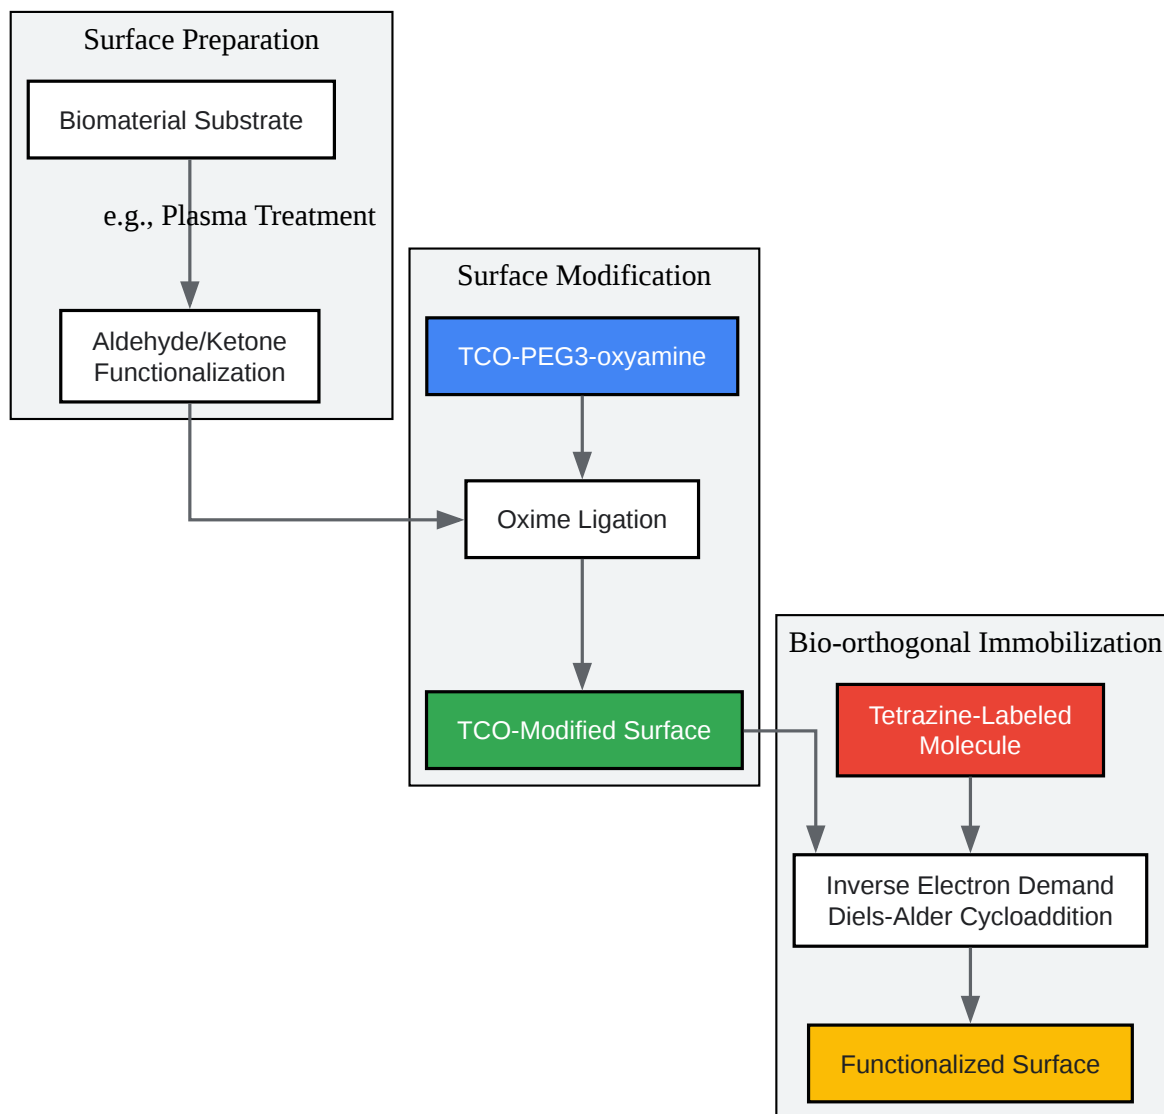 Surface Preparation
Biomaterial Substrate
e.g., Plasma Treatment
Aldehyde/Ketone
Functionalization
Surface Modification
TCO-PEG3-oxyamine
Oxime Ligation
TCO-Modified Surface
Bio-orthogonal Immobilization
Tetrazine-Labeled
Molecule
Inverse Electron Demand
Diels-Alder Cycloaddition
Functionalized Surface